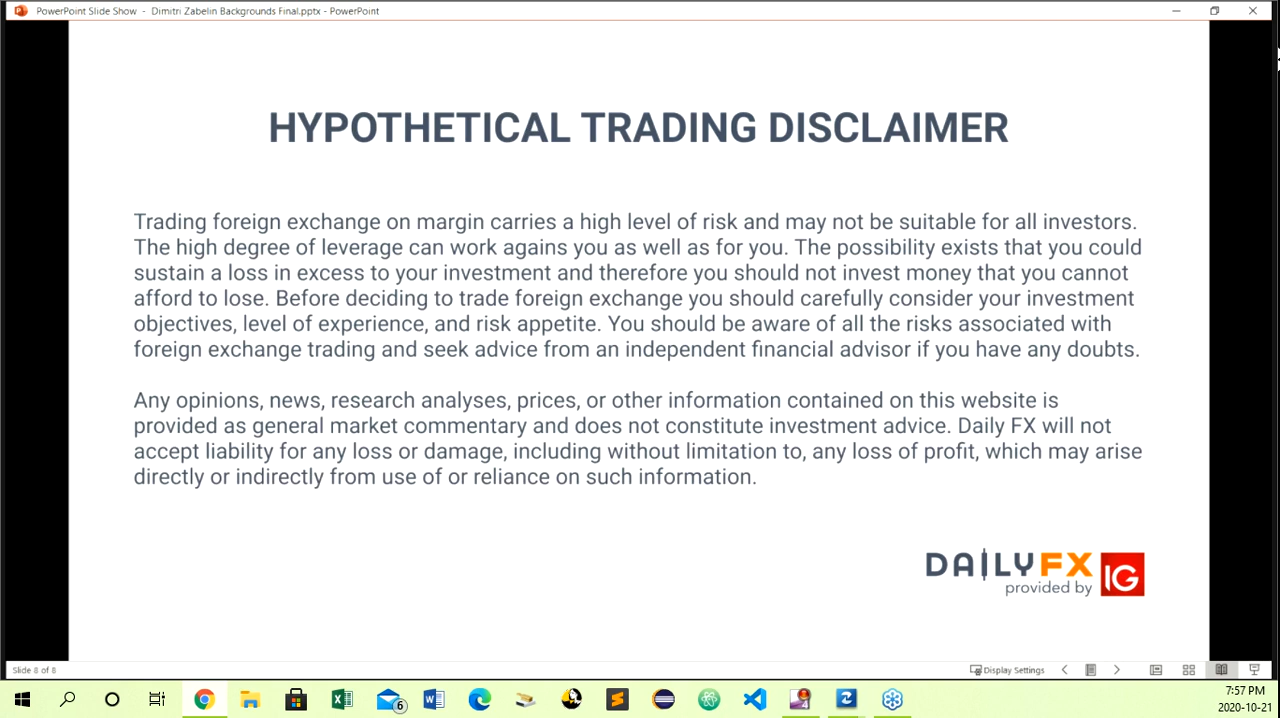 PowerPoint Slide Show - Dimitri Zabelin Backgrounds Final.pptx - PowerPoint
HYPOTHETICAL TRADING DISCLAIMER
Trading foreign exchange on margin carries a high level of risk and may not be suitable for all investors.
The high degree of leverage can work agains you as well as for you. The possibility exists that you could
sustain a loss in excess to your investment and therefore you should not invest money that you cannot
afford to lose. Before deciding to trade foreign exchange you should carefully consider your investment
objectives, level of experience, and risk appetite. You should be aware of all the risks associated with
foreign exchange trading and seek advice from an independent financial advisor if you have any doubts.
Any opinions, news, research analyses, prices, or other information contained on this website is
provided as general market commentary and does not constitute investment advice. Daily FX will not
accept liability for any loss or damage, including without limitation to, any loss of profit, which may arise
directly or indirectly from use of or reliance on such information.
DAILYFX
provided by IG
Slide 8 of 8
Display Settings
6
7:57 PM
2020-10-21